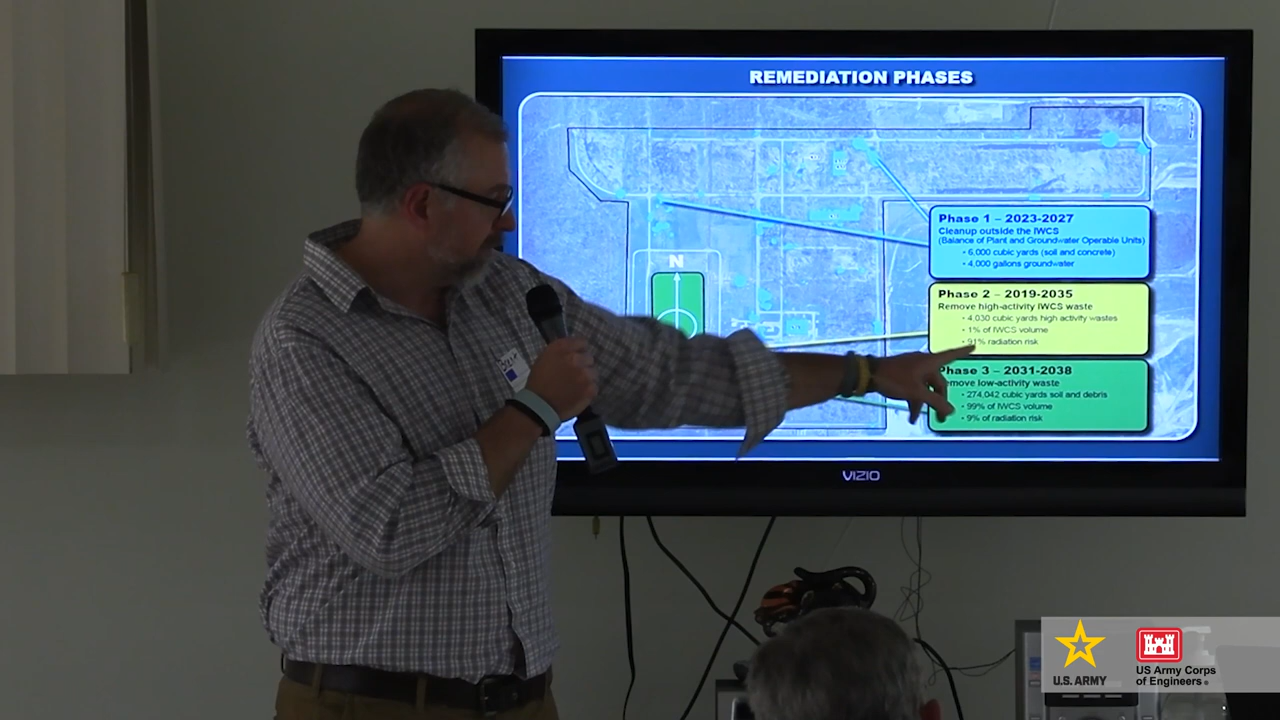 REMEDIATION PHASES
Phase 1 – 2023-2027
Cleanup outside the IWCS
(Balance of Plant and Groundwater Operable Units)
• 6,000 cubic yards (soil and concrete)
• 4,000 gallons groundwater
N
Phase 2 – 2019-2035
Remove high-activity IWCS waste
• 4,030 cubic yards high activity wastes
• 1% of IWCS volume
• 91% radiation risk
Phase 3 – 2031-2038
emove low-activity waste
• 274,042 cubic yards soil and debris
• 99% of IWCS volume
• 9% of radiation risk
VIZIO
U.S. ARMY
US Army Corps
of Engineers®